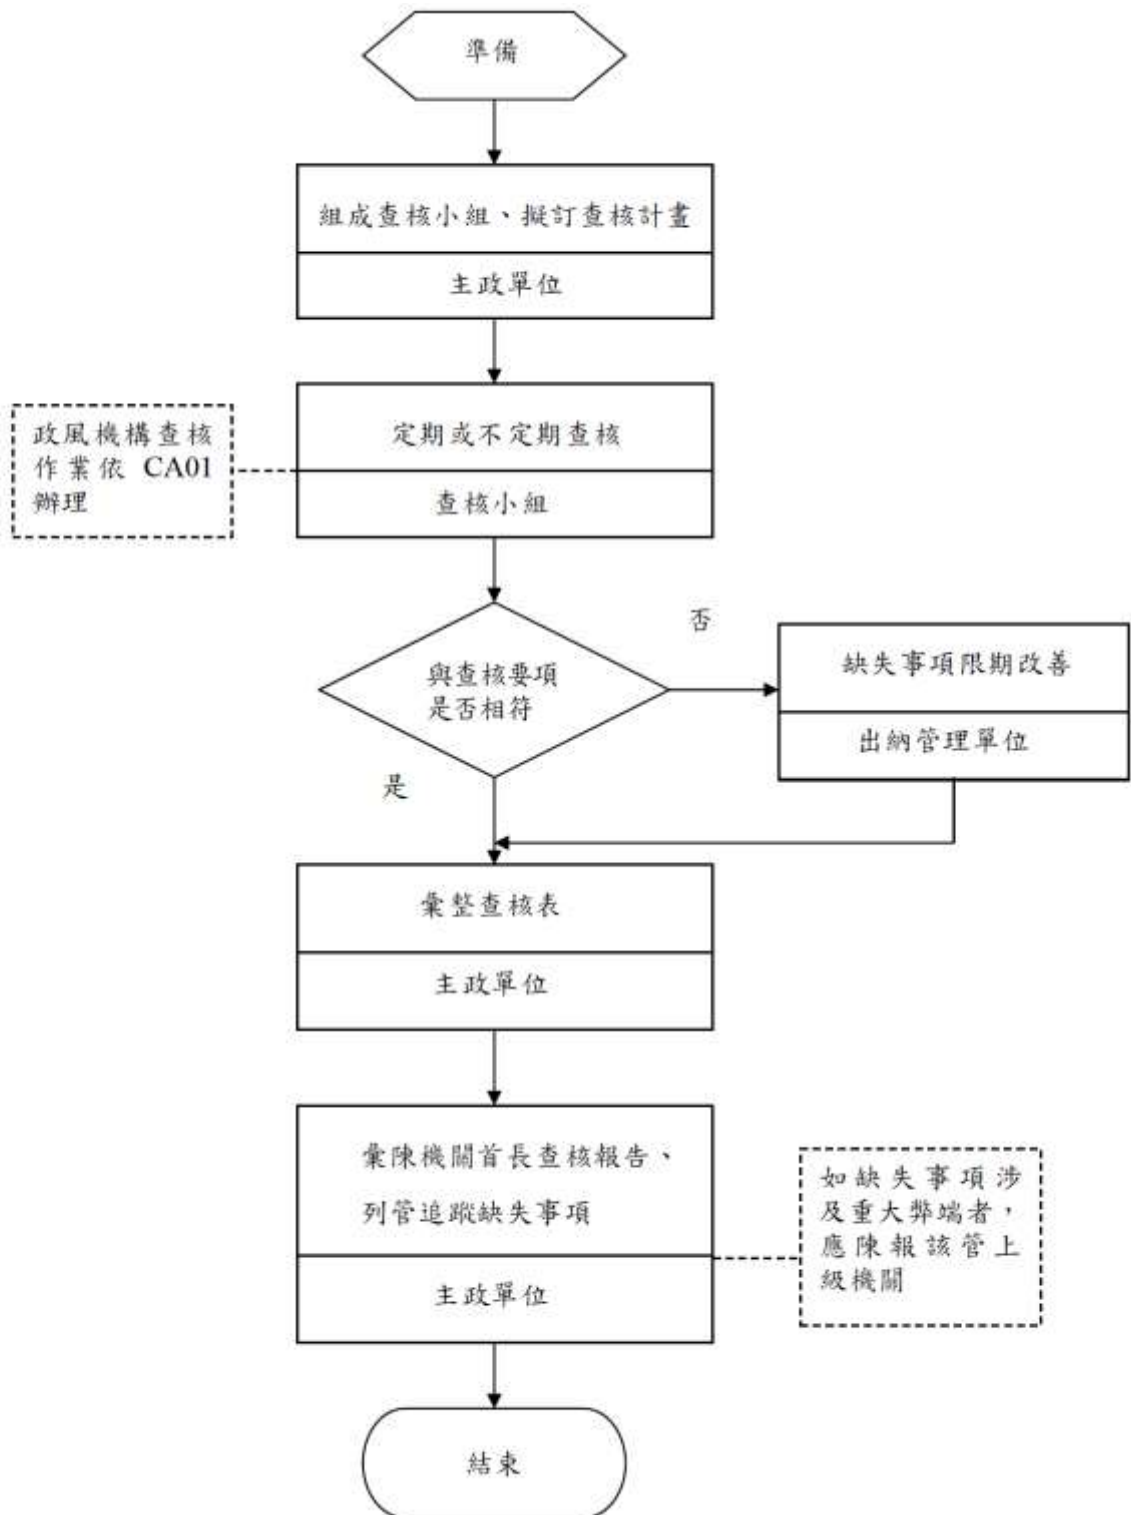 準備
組成查核小組、擬訂查核計畫
主政單位
定期或不定期查核
查核小組
政風機構查核
作業依 CA01
辦理
與查核要項
是否相符
否
缺失事項限期改善
出納管理單位
是
彙整查核表
主政單位
彙陳機關首長查核報告、
列管追蹤缺失事項
主政單位
如缺失事項涉
及重大弊端者，
應陳報該管上
級機關
結束